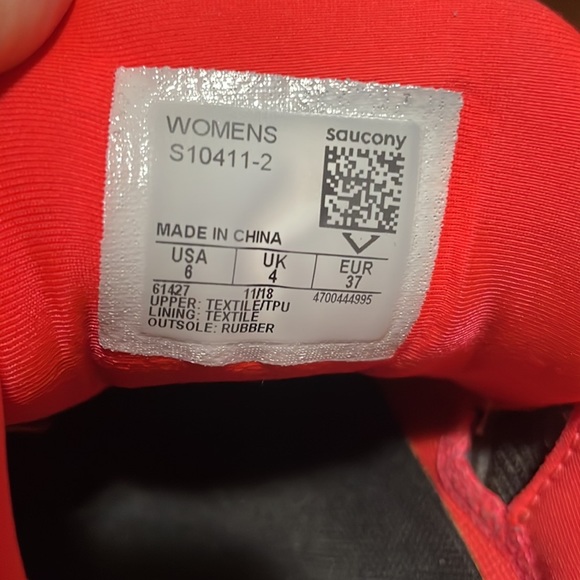 WOMENS
saucony
S10411-2
MADE IN CHINA
USA UK EUR
6 4 37
61427 11/18 4700444995
UPPER: TEXTILE/TPU
LINING: TEXTILE
OUTSOLE: RUBBER